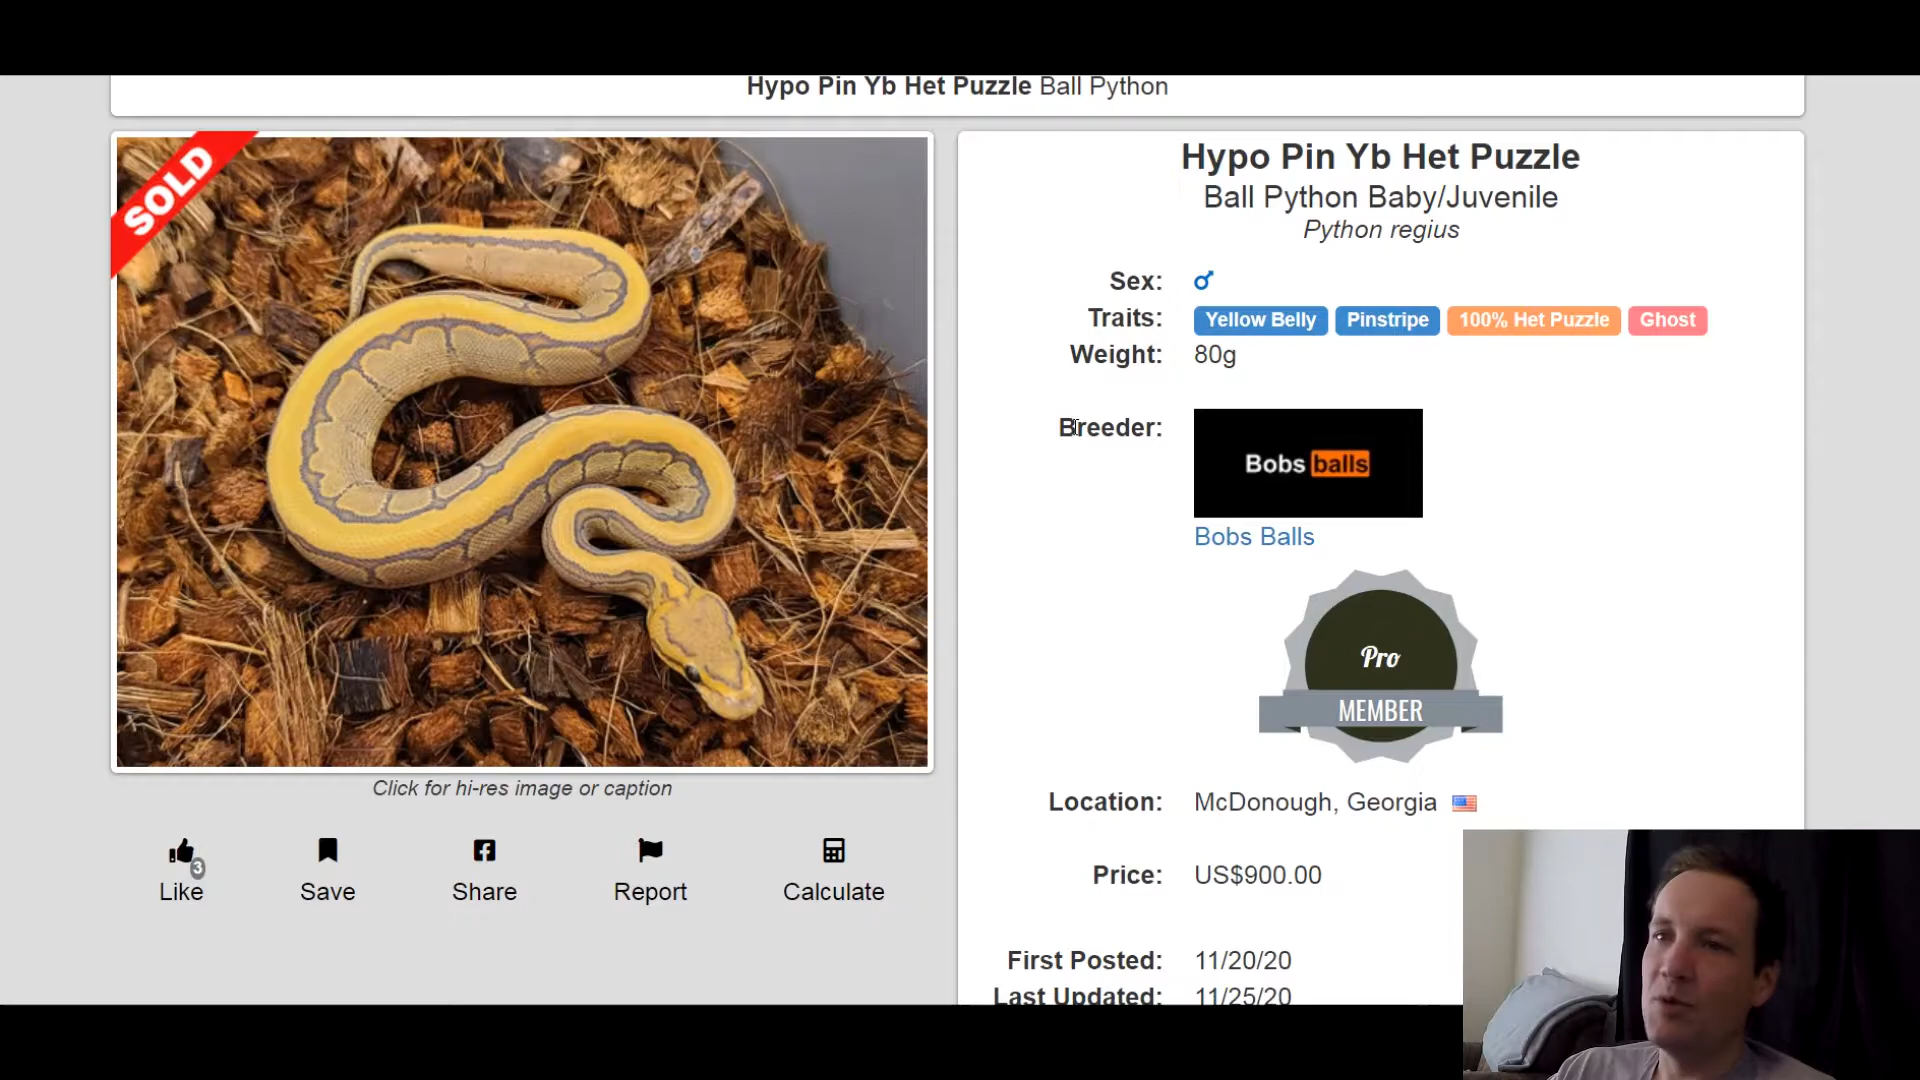 Hypo Pin Yb Het Puzzle Ball Python
SOLD
Click for hi-res image or caption
3
Like
Save
Share
Report
Calculate
Hypo Pin Yb Het Puzzle
Ball Python Baby/Juvenile
Python regius
Sex: ♂
Traits: Yellow Belly Pinstripe 100% Het Puzzle Ghost
Weight: 80g
Breeder: Bobs balls
Bobs Balls
Pro
MEMBER
Location: McDonough, Georgia
Price: US$900.00
First Posted: 11/20/20
Last Updated: 11/25/20